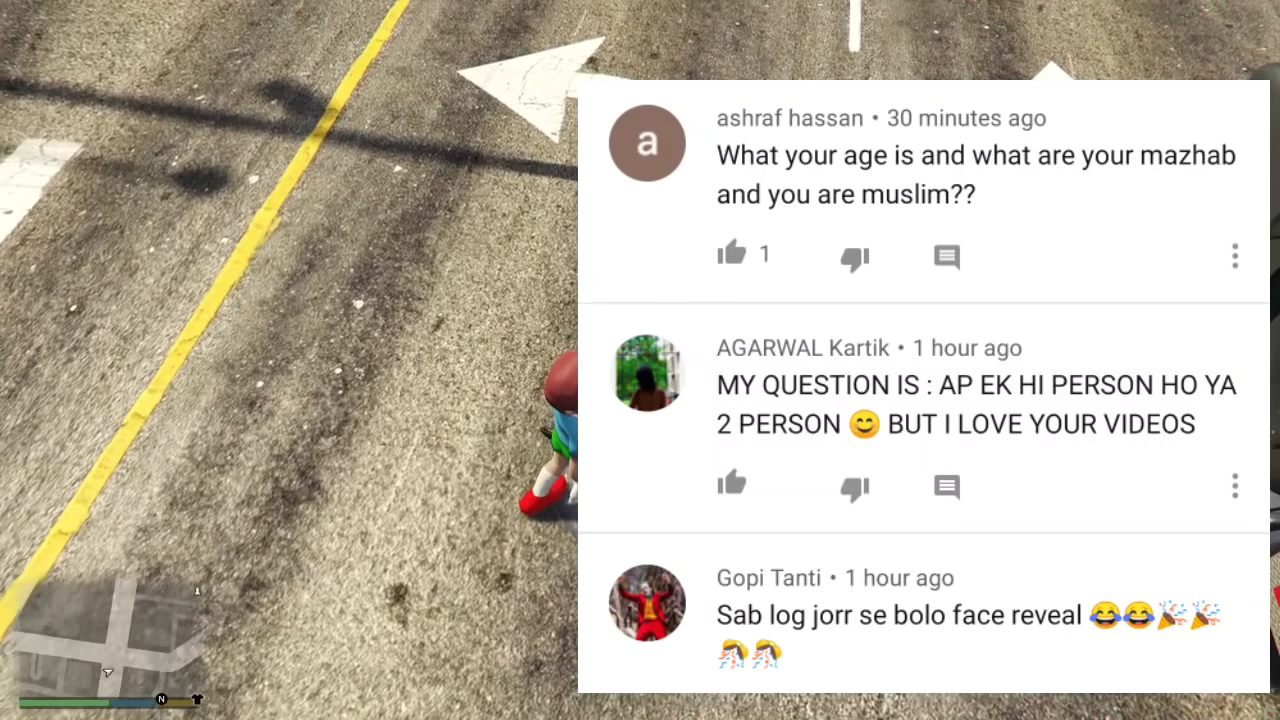 a
ashraf hassan • 30 minutes ago
What your age is and what are your mazhab
and you are muslim??
1
AGARWAL Kartik • 1 hour ago
MY QUESTION IS : AP EK HI PERSON HO YA
2 PERSON 😊 BUT I LOVE YOUR VIDEOS
Gopi Tanti • 1 hour ago
Sab log jorr se bolo face reveal 😂😂🎉🎉
🎊🎊
N